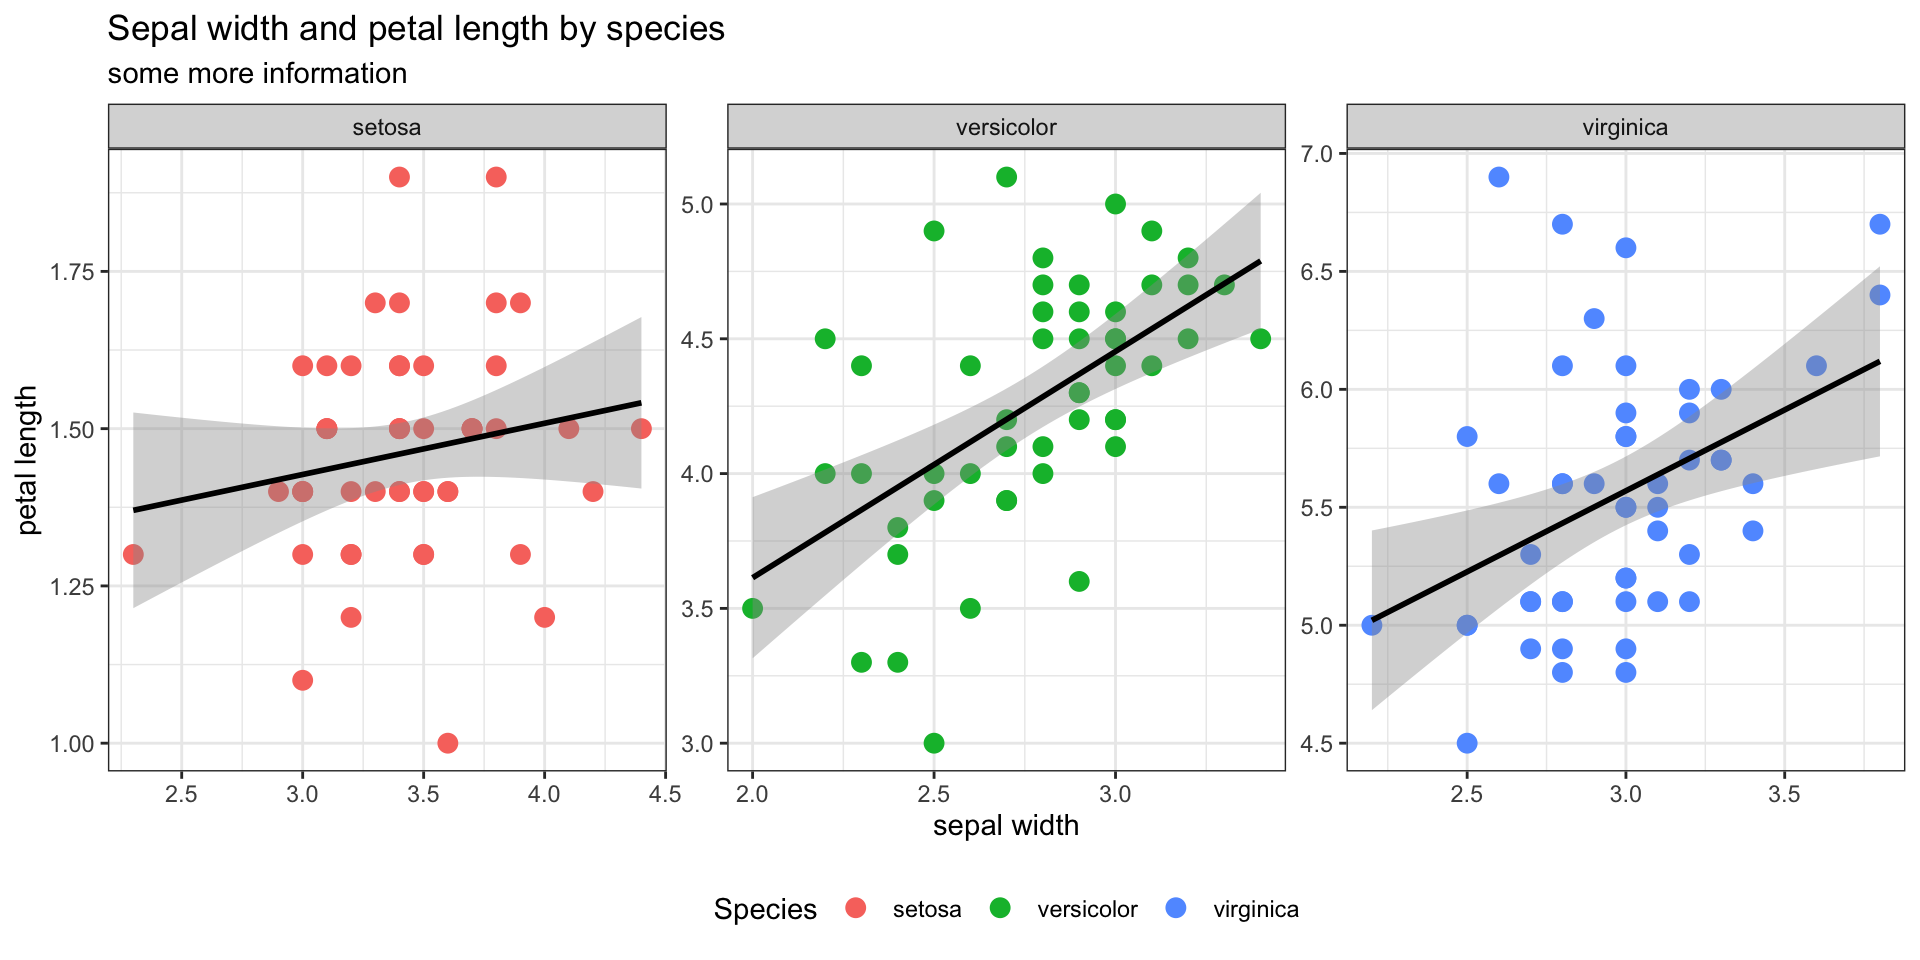 Sepal width and petal length by species
some more information
setosa
versicolor
virginica
petal length
1.75
1.50
1.25
1.00
2.5 3.0 3.5 4.0 4.5
5.0
4.5
4.0
3.5
3.0
2.0 2.5 3.0
7.0
6.5
6.0
5.5
5.0
4.5
2.5 3.0 3.5
sepal width
Species setosa versicolor virginica